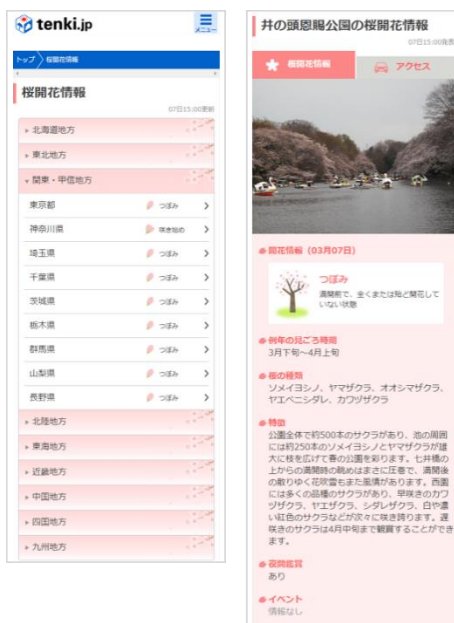 tenki.jp
メニュー
トップ
桜開花情報
桜開花情報
07日15:00更新
北海道地方
東北地方
関東・甲信地方
東京都 つぼみ
神奈川県 咲き始め
埼玉県 つぼみ
千葉県 つぼみ
茨城県 つぼみ
栃木県 つぼみ
群馬県 つぼみ
山梨県 つぼみ
長野県 つぼみ
北陸地方
東海地方
近畿地方
中国地方
四国地方
九州地方
井の頭恩賜公園の桜開花情報
07日15:00発表
桜開花情報
アクセス
開花情報（03月07日）
つぼみ
満開前で、全くまたは殆ど開花して
いない状態
例年の見ごろ時期
3月下旬～4月上旬
桜の種類
ソメイヨシノ、ヤマザクラ、オオシマザクラ、
ヤエベニシダレ、カワヅザクラ
特徴
公園全体で約500本のサクラがあり、池の周囲
には約250本のソメイヨシノとヤマザクラが雄
大に枝を広げて春の公園を彩ります。七井橋の
上からの満開時の眺めはまさに圧巻で、満開後
の散りゆく花吹雪もまた風情があります。西園
には多くの品種のサクラがあり、早咲きのカワ
ヅザクラ、ヤエザクラ、シダレザクラ、白や濃
い紅色のサクラなどが次々に咲き誇ります。遅
咲きのサクラは4月中旬まで観賞することができ
ます。
夜間鑑賞
あり
イベント
情報なし